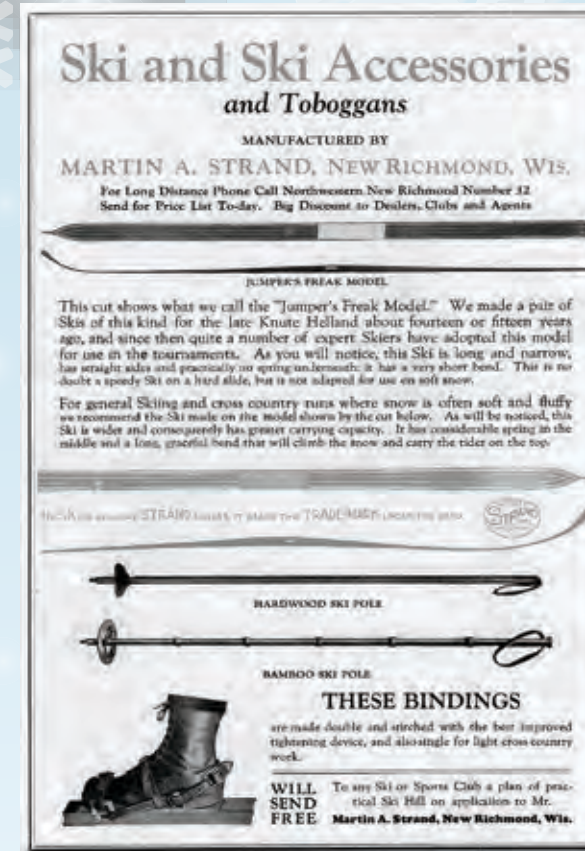 Ski and Ski Accessories
and Toboggans
MANUFACTURED BY
MARTIN A. STRAND, NEW RICHMOND, WIS.
For Long Distance Phone Call Northwestern New Richmond Number 32
Send for Price List To-day. Big Discount to Dealers, Clubs and Agents
JUMPER'S FREAK MODEL
This cut shows what we call the "Jumper's Freak Model." We made a pair of
Skis of this kind for the late Knute Helland about fourteen or fifteen years
ago, and since then quite a number of expert Skiers have adopted this model
for use in the tournaments. As you will notice, this Ski is long and narrow,
has straight sides and practically no spring underneath; it has a very short bend. This is no
doubt a speedy Ski on a hard slide, but is not adapted for use on soft snow.
For general Skiing and cross country runs where snow is often soft and fluffy
we recommend the Ski made on the model shown by the cut below. As will be noticed, this
Ski is wider and consequently has greater carrying capacity. It has considerable spring in the
middle and a long, graceful bend that will climb the snow and carry the rider on the top.
STRAND TRADE-MARK
STRAND
HARDWOOD SKI POLE
BAMBOO SKI POLE
THESE BINDINGS
are made double and stitched with the best improved
tightening device, and also single for light cross country
work.
WILL SEND FREE
To any Ski or Sports Club a plan of prac-
tical Ski Hill on application to Mr.
Martin A. Strand, New Richmond, Wis.